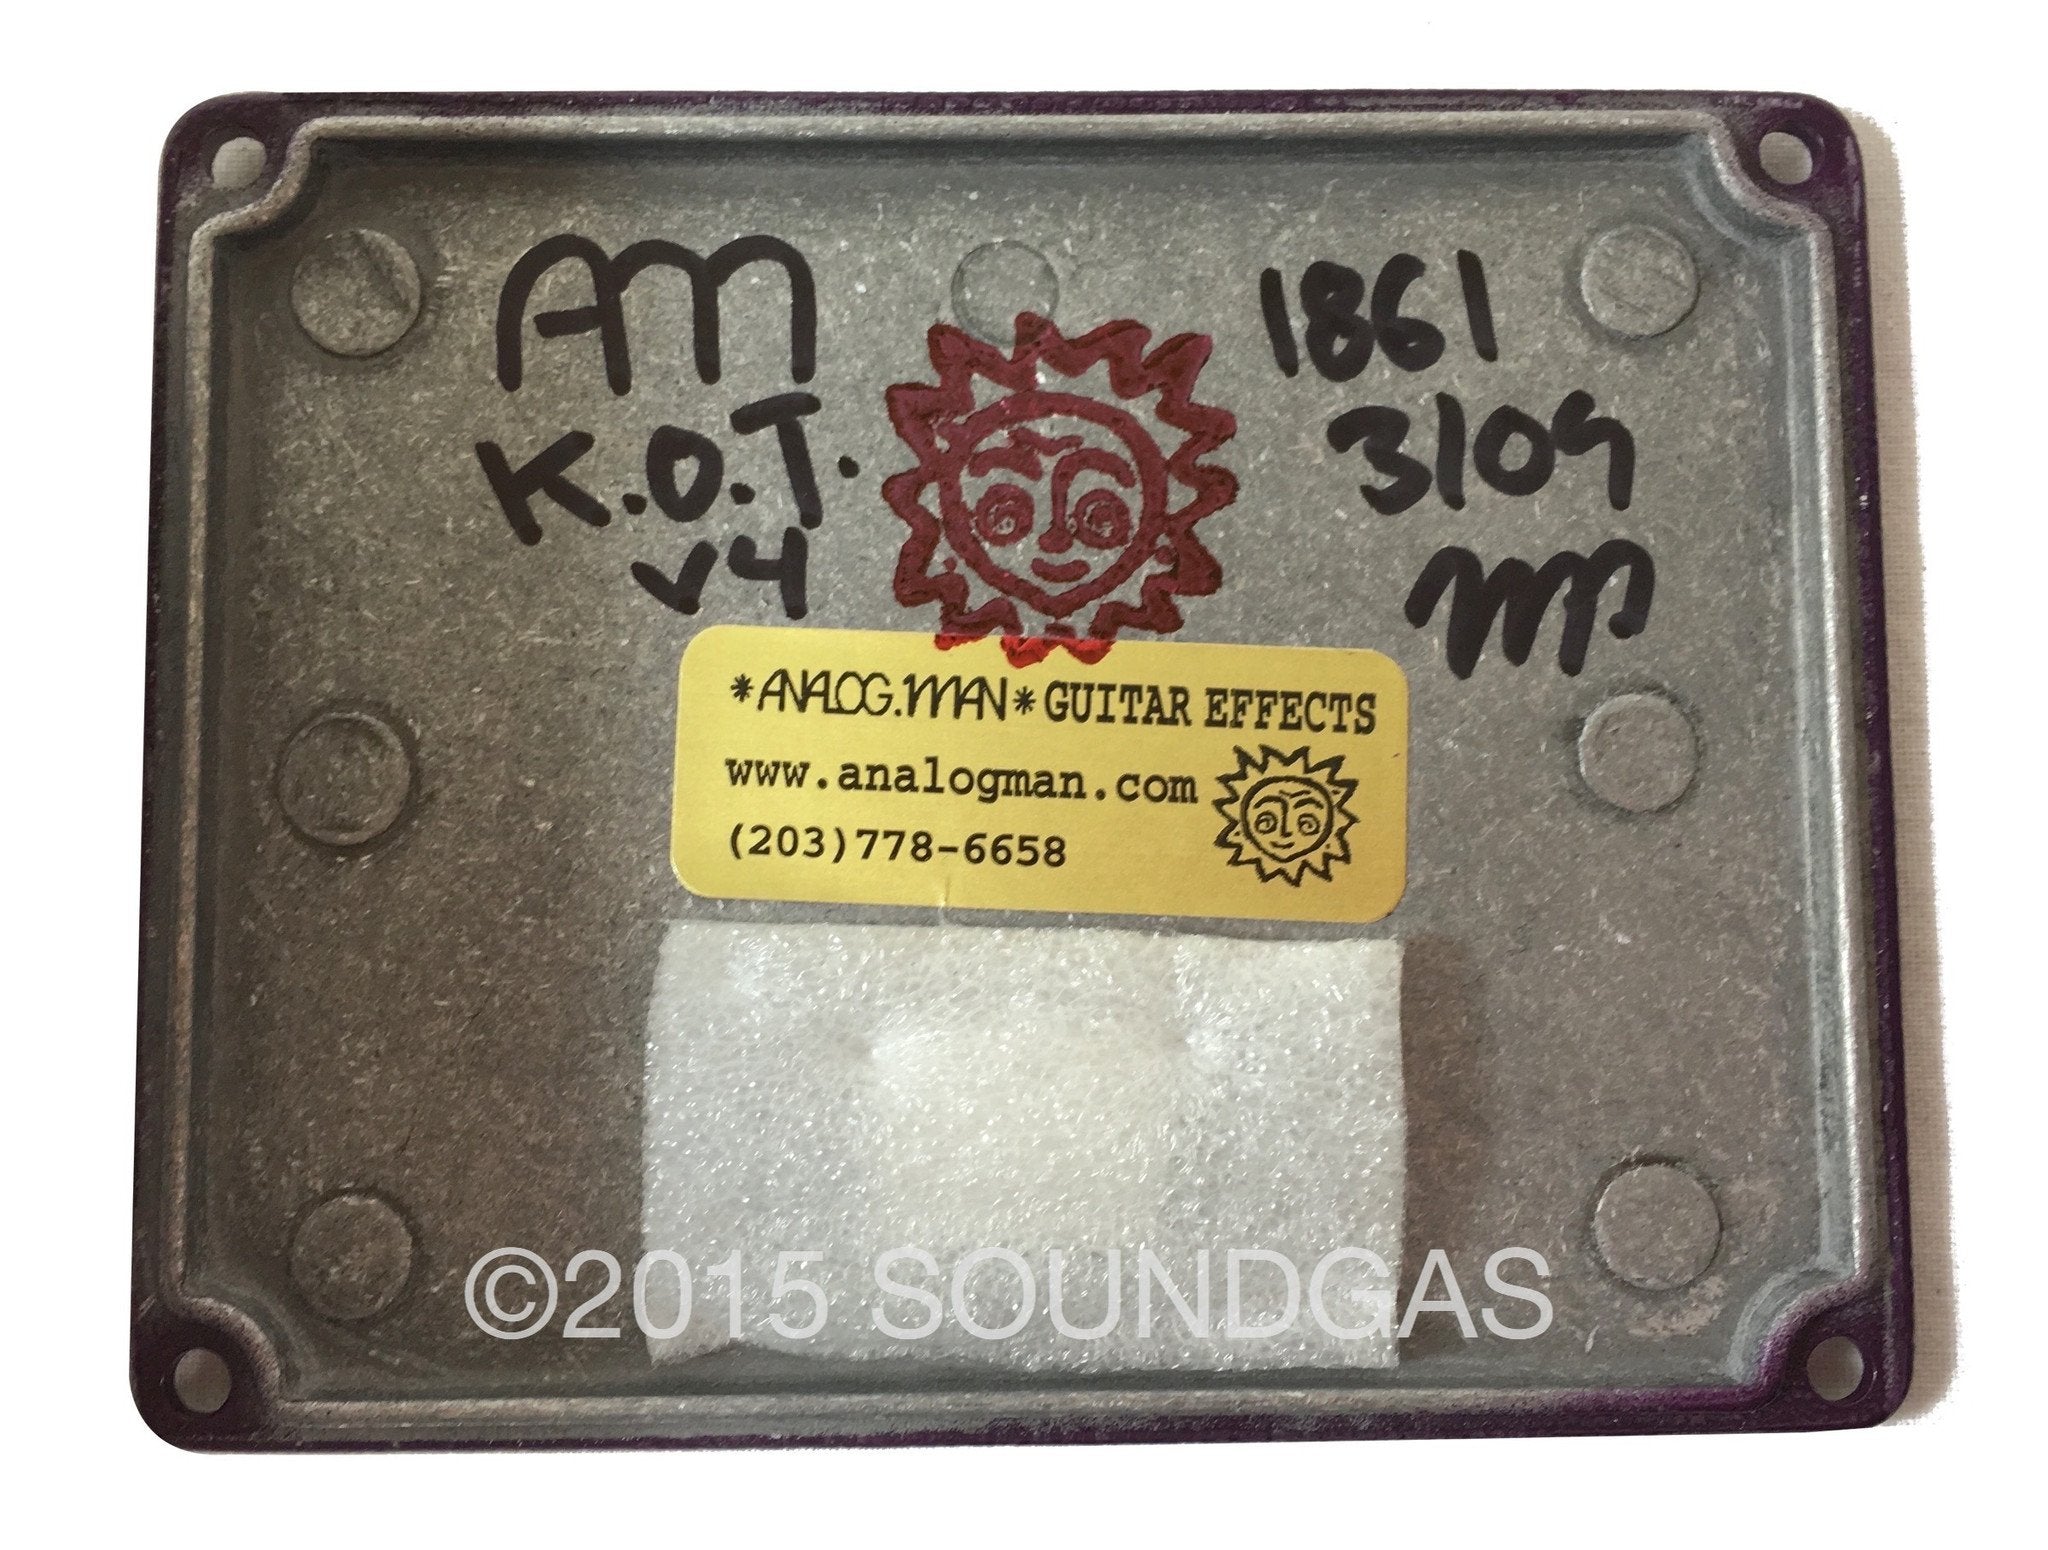 AM
K.O.T.
v4
1861
3109
*ANALOG.MAN* GUITAR EFFECTS
www.analogman.com
(203)778-6658
©2015 SOUNDGAS